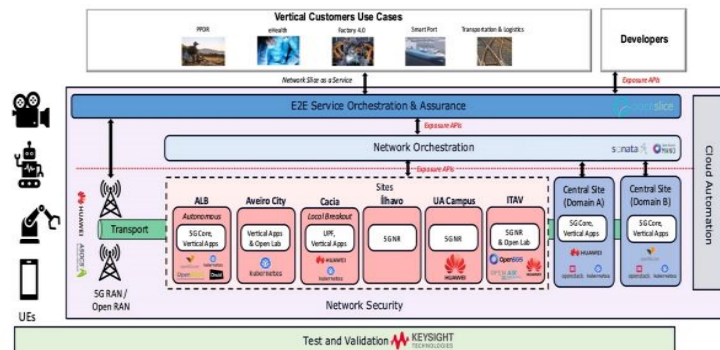 Vertical Customers Use Cases
PPDR
eHealth
Factory 4.0
Smart Port
Transportation & Logistics
Developers
Network Slice as a Service
Exposure APIs
E2E Service Orchestration & Assurance
Exposure APIs
Network Orchestration
sonata
Exposure APIs
Cloud Automation
Sites
ALB
Aveiro City
Cacia
Ílhavo
UA Campus
ITAV
Central Site
(Domain A)
Central Site
(Domain B)
HUAWEI
Transport
Autonomous
5G Core,
Vertical Apps
Vertical Apps
& Open Lab
kubernetes
Local Breakout
UPF,
Vertical Apps
HUAWEI
kubernetes
5G NR
5G NR
HUAWEI
5G NR
& Open Lab
Open5GS
HUAWEI
5G Core,
Vertical Apps
HUAWEI
openstack
kubernetes
5G Core,
Vertical Apps
openstack
kubernetes
5G RAN /
Open RAN
Network Security
UEs
Test and Validation
KEYSIGHT
TECHNOLOGIES